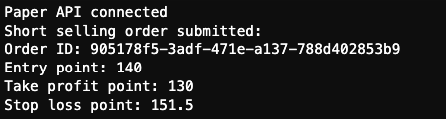 Paper API connected
Short selling order submitted:
Order ID: 905178f5-3adf-471e-a137-788d402853b9
Entry point: 140
Take profit point: 130
Stop loss point: 151.5